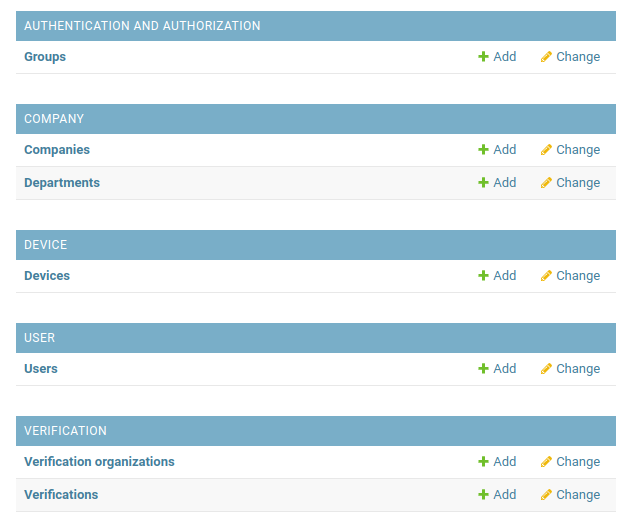 AUTHENTICATION AND AUTHORIZATION
Groups Add Change
COMPANY
Companies Add Change
Departments Add Change
DEVICE
Devices Add Change
USER
Users Add Change
VERIFICATION
Verification organizations Add Change
Verifications Add Change